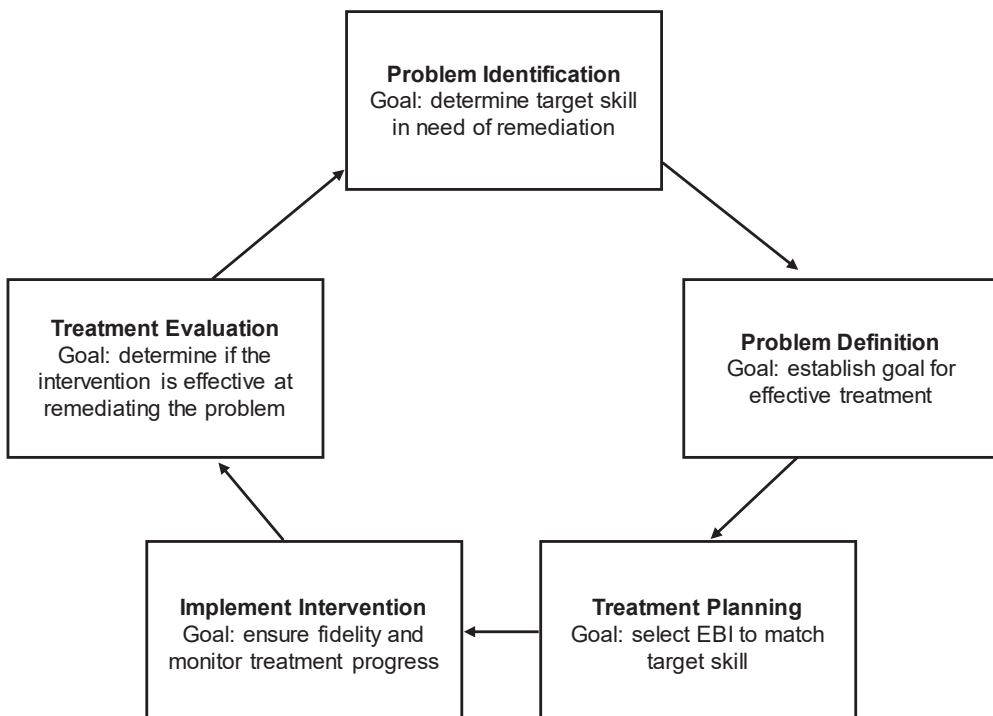 Problem Identification
Goal: determine target skill
in need of remediation
Treatment Evaluation
Goal: determine if the
intervention is effective at
remediating the problem
Problem Definition
Goal: establish goal for
effective treatment
Implement Intervention
Goal: ensure fidelity and
monitor treatment progress
Treatment Planning
Goal: select EBI to match
target skill